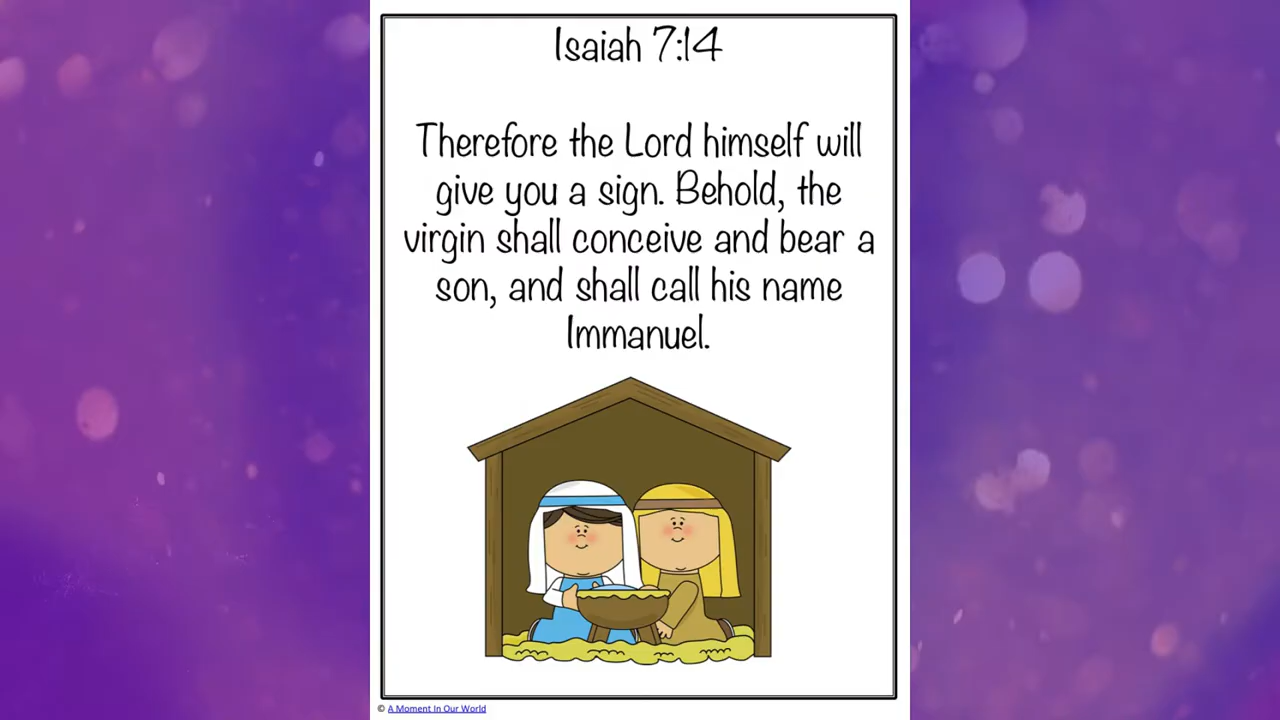 Isaiah 7:14
Therefore the Lord himself will
give you a sign. Behold, the
virgin shall conceive and bear a
son, and shall call his name
Immanuel.
© A Moment In Our World